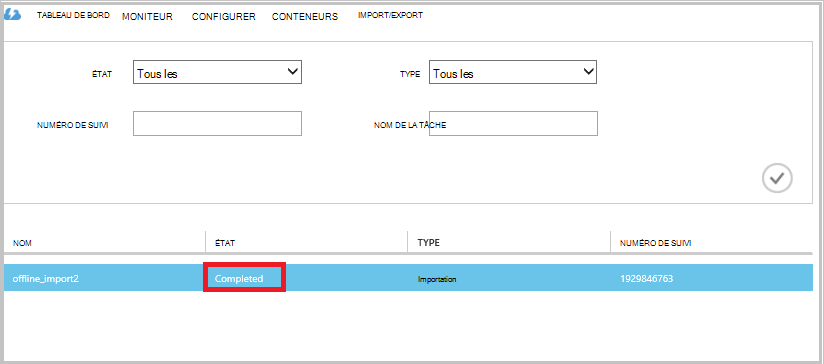 TABLEAU DE BORD MONITEUR CONFIGURER CONTENEURS IMPORT/EXPORT
ÉTAT Tous les TYPE Tous les
NUMÉRO DE SUIVI NOM DE LA TÂCHE
NOM ÉTAT TYPE NUMÉRO DE SUIVI
offline_import2 Completed Importation 1929846763